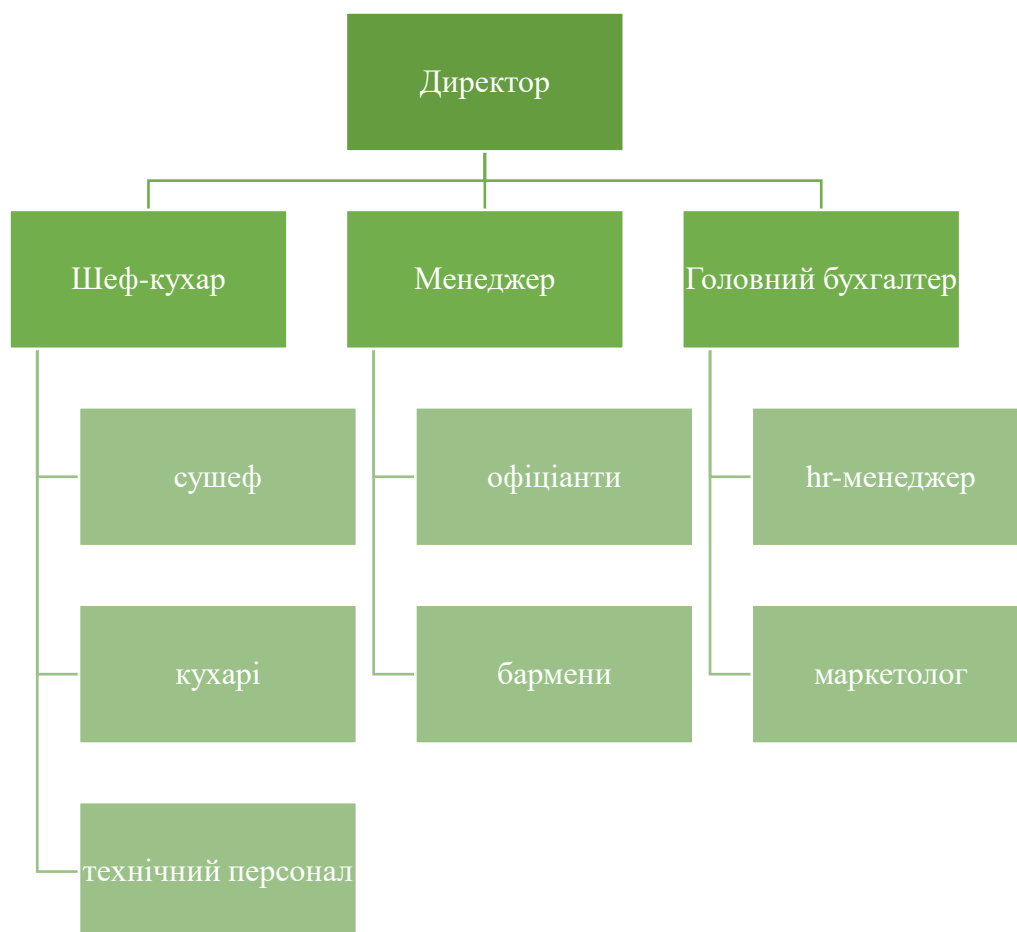 Директор
Шеф-кухар
Менеджер
Головний бухгалтер
сушеф
офіціанти
hr-менеджер
кухарі
бармени
маркетолог
технічний персонал